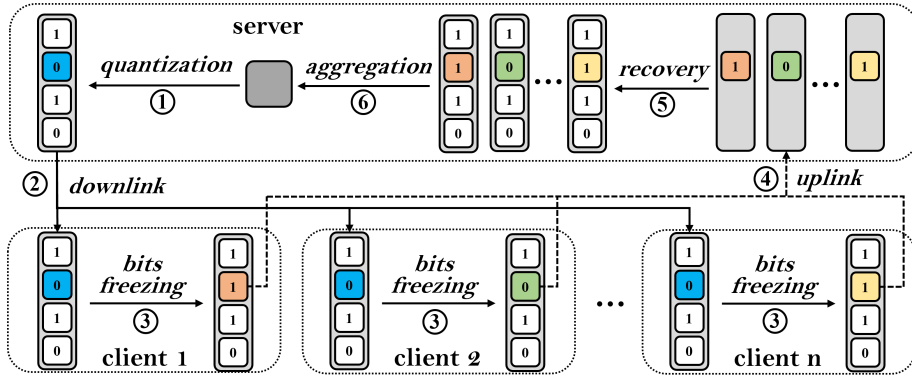 server
1
0
1
0
quantization
①
aggregation
⑥
1 1 1
1 0 1
1 1 1
0 0 0
...
recovery
⑤
1 0 ... 1
② downlink
④ uplink
1
0
1
0
bits
freezing
③
1
1
1
0
client 1
1
0
1
0
bits
freezing
③
1
0
1
0
client 2
...
1
0
1
0
bits
freezing
③
1
1
1
0
client n